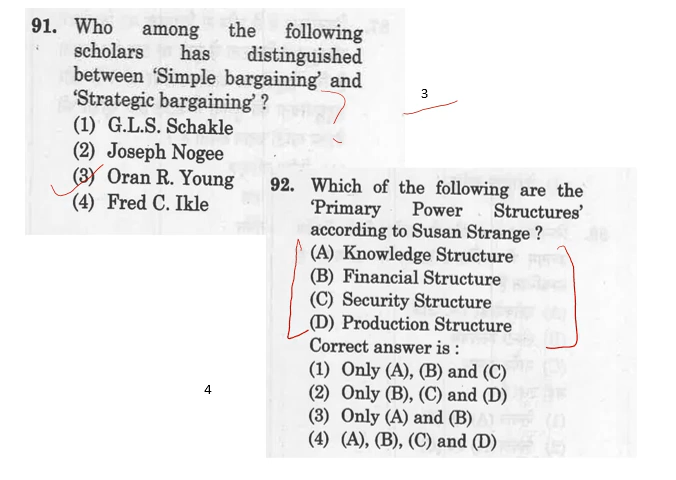 91. Who among the following
scholars has distinguished
between ‘Simple bargaining’ and
‘Strategic bargaining’ ?
(1) G.L.S. Schakle
(2) Joseph Nogee
(3) Oran R. Young
(4) Fred C. Ikle
3
92. Which of the following are the
‘Primary Power Structures’
according to Susan Strange ?
(A) Knowledge Structure
(B) Financial Structure
(C) Security Structure
(D) Production Structure
Correct answer is :
(1) Only (A), (B) and (C)
(2) Only (B), (C) and (D)
(3) Only (A) and (B)
(4) (A), (B), (C) and (D)
4